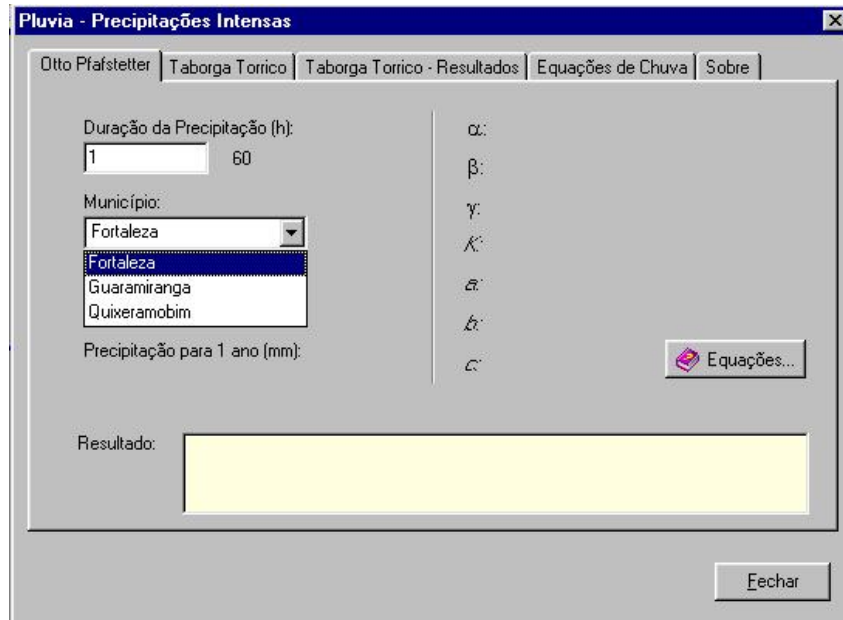 Pluvia - Precipitações Intensas
Otto Pfafstetter Taborga Torrico Taborga Torrico - Resultados Equações de Chuva Sobre
Duração da Precipitação (h):
1 60
Município:
Fortaleza
Fortaleza
Guaramiranga
Quixeramobim
Precipitação para 1 ano (mm):
α:
β:
γ:
K:
a:
b:
c:
Equações...
Resultado:
Fechar